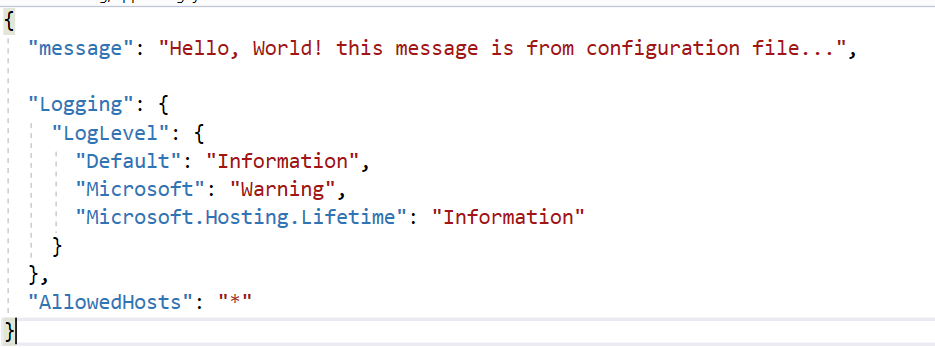 {
"message": "Hello, World! this message is from configuration file...",
"Logging": {
"LogLevel": {
"Default": "Information",
"Microsoft": "Warning",
"Microsoft.Hosting.Lifetime": "Information"
}
},
"AllowedHosts": "*"
}